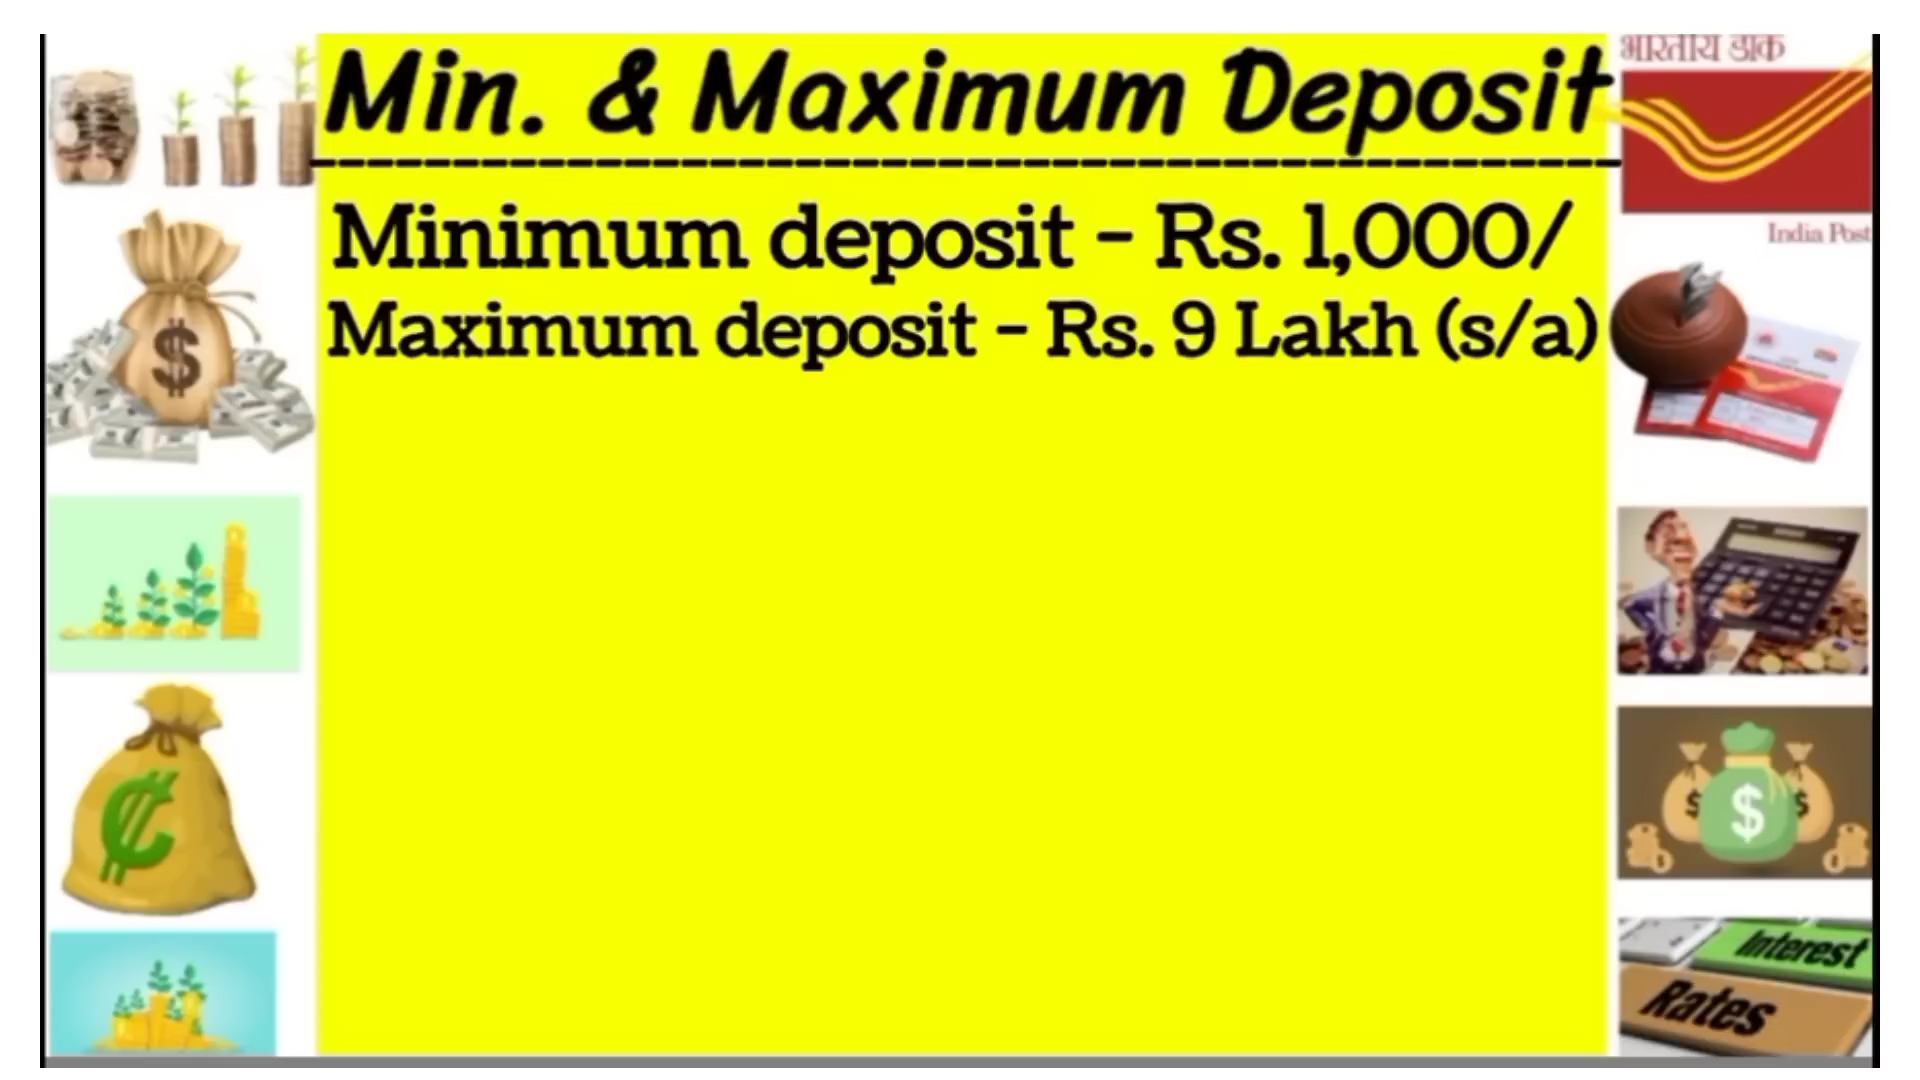 Min. & Maximum Deposit
Minimum deposit - Rs. 1,000/
Maximum deposit - Rs. 9 Lakh (s/a)
भारतीय डाक
India Post
$
$
$
$
Interest
Rates